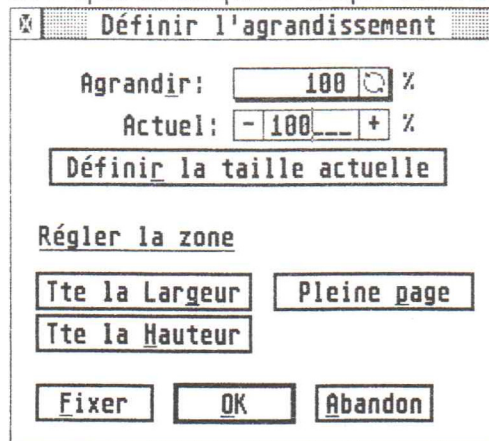 Définir l'agrandissement
Agrandir: 100 %
Actuel: - 100___ + %
Définir la taille actuelle
Régler la zone
Tte la Largeur Pleine page
Tte la Hauteur
Fixer OK Abandon